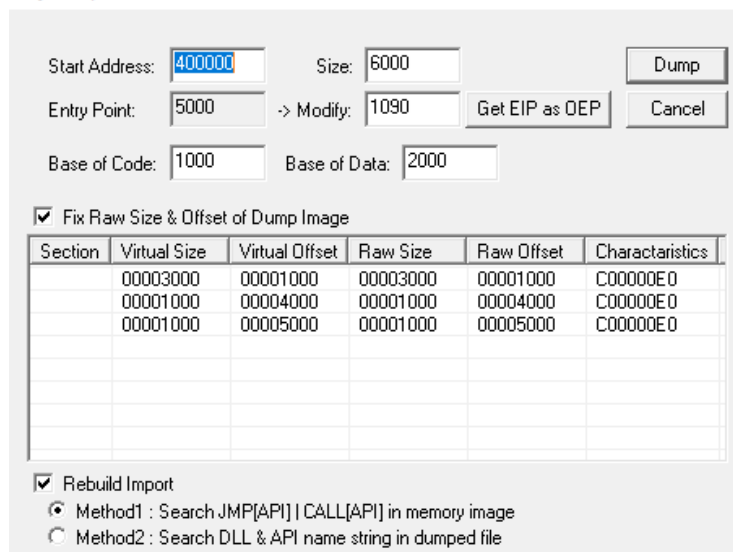 Start Address: 400000 Size: 6000 Dump
Entry Point: 5000 -> Modify: 1090 Get EIP as OEP Cancel
Base of Code: 1000 Base of Data: 2000
Fix Raw Size & Offset of Dump Image
Section Virtual Size Virtual Offset Raw Size Raw Offset Charactaristics
00003000 00001000 00003000 00001000 C00000E0
00001000 00004000 00001000 00004000 C00000E0
00001000 00005000 00001000 00005000 C00000E0
Rebuild Import
Method1 : Search JMP[API] | CALL[API] in memory image
Method2 : Search DLL & API name string in dumped file